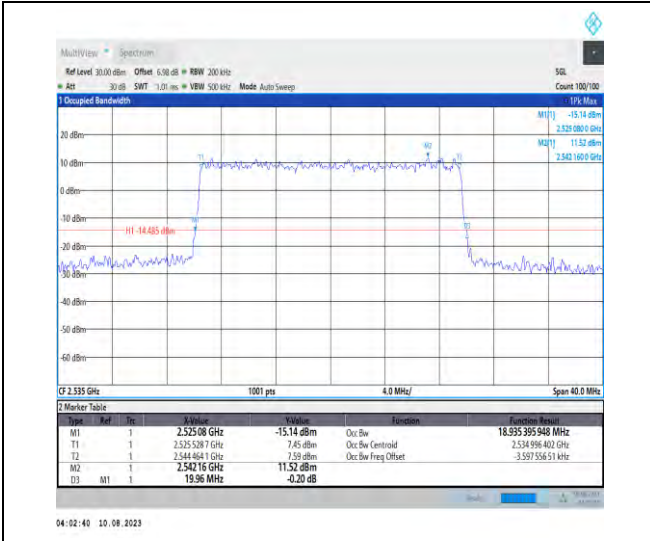 MultiView Spectrum
Ref Level 30.00 dBm Offset 6.98 dB RBW 200 kHz SGL
Att 30 dB SWT 1.01 ms VBW 500 kHz Mode Auto Sweep Count 100/100
1 Occupied Bandwidth 1Pk Max
M1[1] -15.14 dBm
2.525 080 0 GHz
M2[1] 11.52 dBm
2.542 160 0 GHz
20 dBm
M2
T1 T2
10 dBm
0 dBm
-10 dBm
M1
H1 -14.485 dBm
D3
-20 dBm
-30 dBm
-40 dBm
-50 dBm
-60 dBm
CF 2.535 GHz 1001 pts 4.0 MHz/ Span 40.0 MHz
2 Marker Table
Type Ref Trc X-Value Y-Value Function Function Result
M1 1 2.52508 GHz -15.14 dBm Occ Bw 18.935 395 948 MHz
T1 1 2.525 528 7 GHz 7.45 dBm Occ Bw Centroid 2.534 996 402 GHz
T2 1 2.544 464 1 GHz 7.59 dBm Occ Bw Freq Offset -3.597 556 51 kHz
M2 1 2.542 16 GHz 11.52 dBm
D3 M1 1 19.96 MHz -0.20 dB
04:02:40 10.08.2023